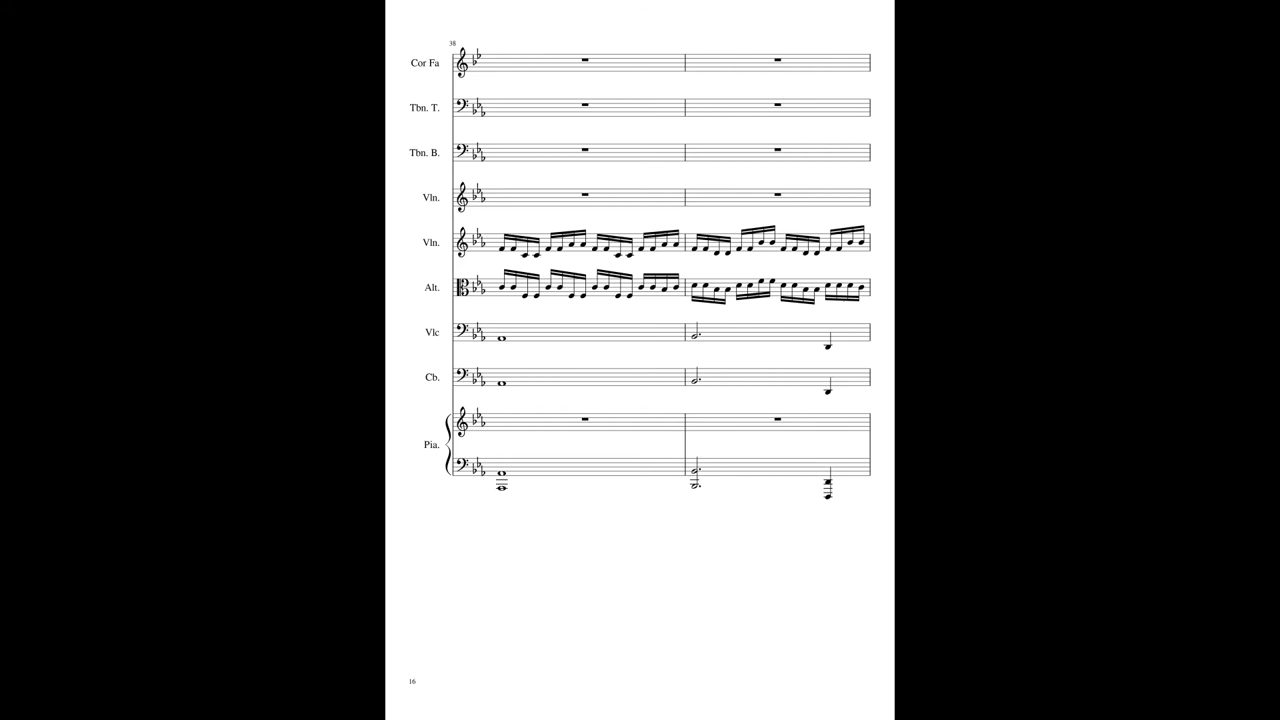 38
Cor Fa
Tbn. T.
Tbn. B.
Vln.
Vln.
Alt.
Vlc
Cb.
Pia.
16